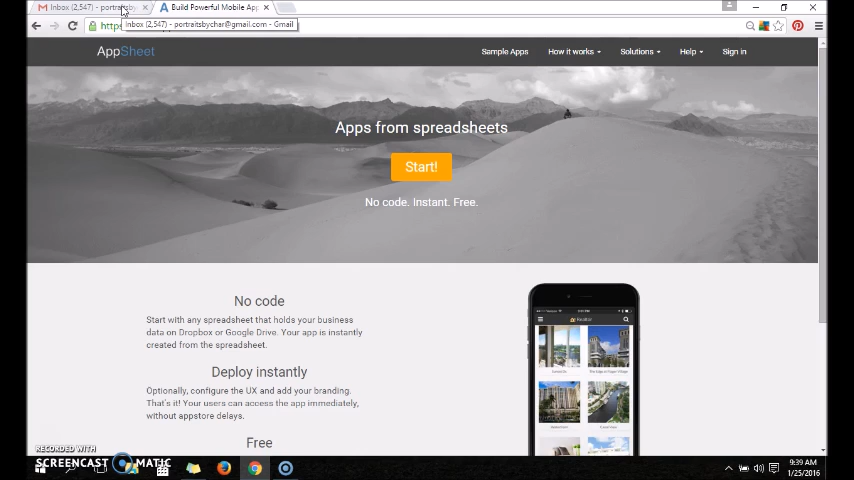 Inbox (2,547) - portraitsby
Build Powerful Mobile App
Inbox (2,547) - portraitsbychar@gmail.com - Gmail
https
AppSheet
Sample Apps
How it works
Solutions
Help
Sign in
Apps from spreadsheets
Start!
No code. Instant. Free.
No code
Start with any spreadsheet that holds your business
data on Dropbox or Google Drive. Your app is instantly
created from the spreadsheet.
Deploy instantly
Optionally, configure the UX and add your branding.
That's it! Your users can access the app immediately,
without appstore delays.
Free
RECORDED WITH
SCREENCAST MATIC
9:39 AM
1/25/2016